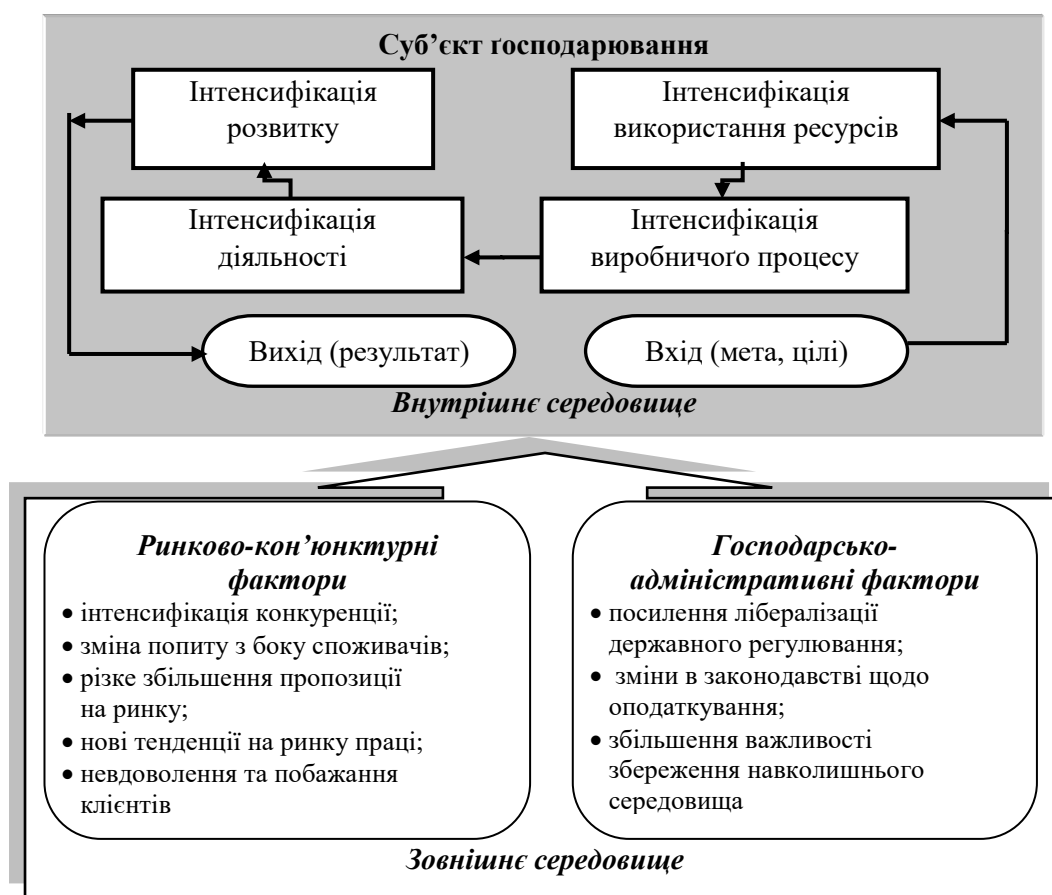 Суб’єкт ґосподарювання
Інтенсифікація
розвитку
Інтенсифікація
використання ресурсів
Інтенсифікація
діяльності
Інтенсифікація
виробничоґо процесу
Вихід (результат)
Вхід (мета, цілі)
Внутрішнє середовище
Ринково-кон’юнктурні
фактори
• інтенсифікація конкуренції;
• зміна попиту з боку споживачів;
• різке збільшення пропозиції
на ринку;
• нові тенденції на ринку праці;
• невдоволення та побажання
клієнтів
Господарсько-
адміністративні фактори
• посилення лібералізації
державного регулювання;
• зміни в законодавстві щодо
оподаткування;
• збільшення важливості
збереження навколишнього
середовища
Зовнішнє середовище